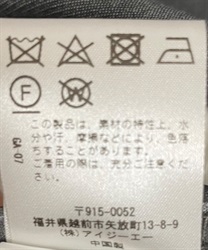 F W
この製品は、素材の特性上、水
分や汗、摩擦などにより、色落
ちすることがあります。
ご着用の際は、充分ご注意くだ
さい。
GA-07
〒915-0052
福井県越前市矢放町13-8-9
(株)アイジーエー
中国製